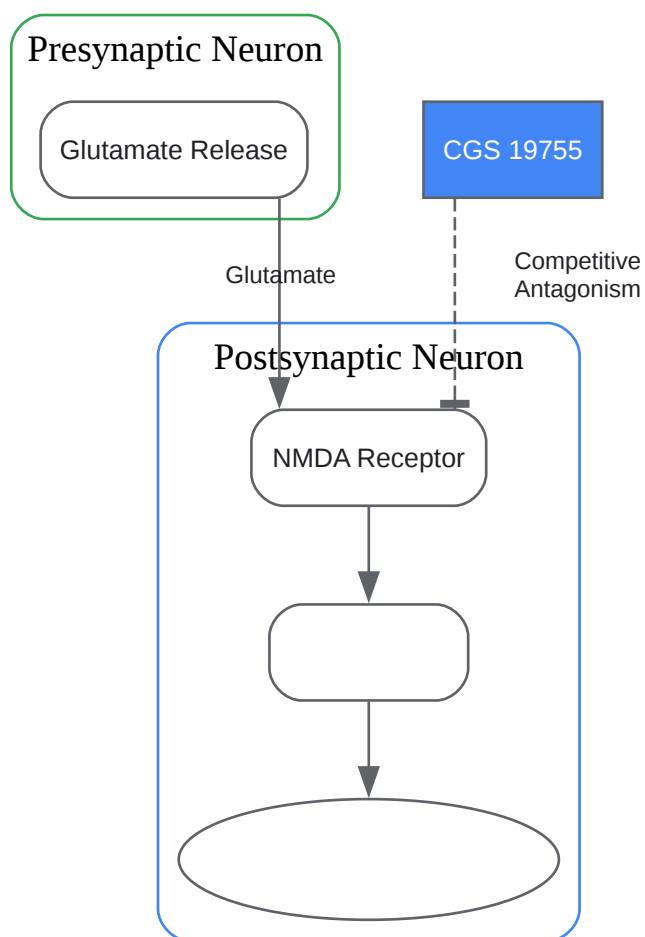 Presynaptic Neuron
Glutamate Release
CGS 19755
Glutamate
Competitive
Antagonism
Postsynaptic Neuron
NMDA Receptor